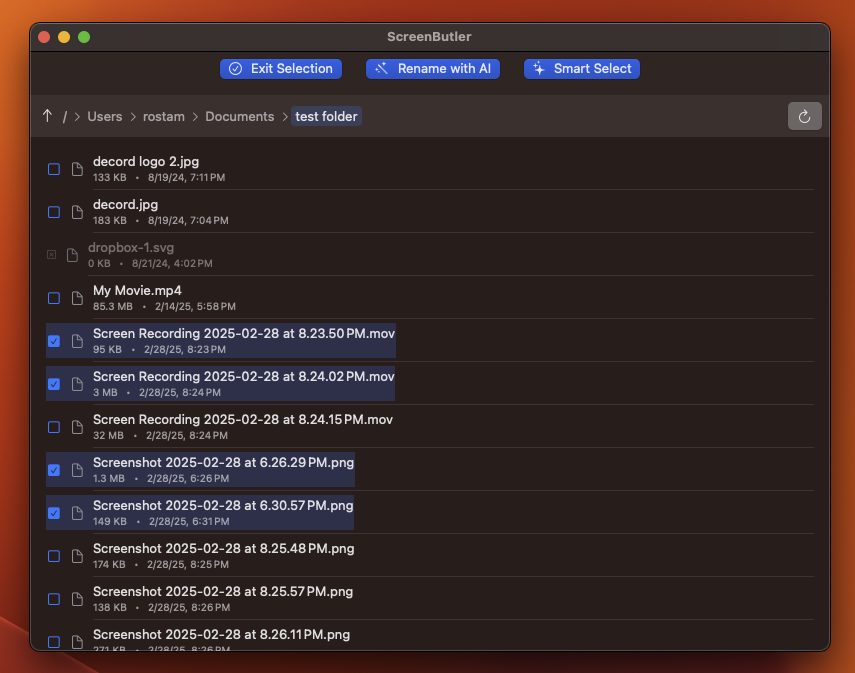 ScreenButler
Exit Selection Rename with AI Smart Select
/ > Users > rostam > Documents > test folder
decord logo 2.jpg
133 KB • 8/19/24, 7:11 PM
decord.jpg
183 KB • 8/19/24, 7:04 PM
dropbox-1.svg
0 KB • 8/21/24, 4:02 PM
My Movie.mp4
85.3 MB • 2/14/25, 5:58 PM
Screen Recording 2025-02-28 at 8.23.50 PM.mov
95 KB • 2/28/25, 8:23 PM
Screen Recording 2025-02-28 at 8.24.02 PM.mov
3 MB • 2/28/25, 8:24 PM
Screen Recording 2025-02-28 at 8.24.15 PM.mov
32 MB • 2/28/25, 8:24 PM
Screenshot 2025-02-28 at 6.26.29 PM.png
1.3 MB • 2/28/25, 6:26 PM
Screenshot 2025-02-28 at 6.30.57 PM.png
149 KB • 2/28/25, 6:31 PM
Screenshot 2025-02-28 at 8.25.48 PM.png
174 KB • 2/28/25, 8:25 PM
Screenshot 2025-02-28 at 8.25.57 PM.png
138 KB • 2/28/25, 8:26 PM
Screenshot 2025-02-28 at 8.26.11 PM.png
271 KB • 2/28/25, 8:26 PM